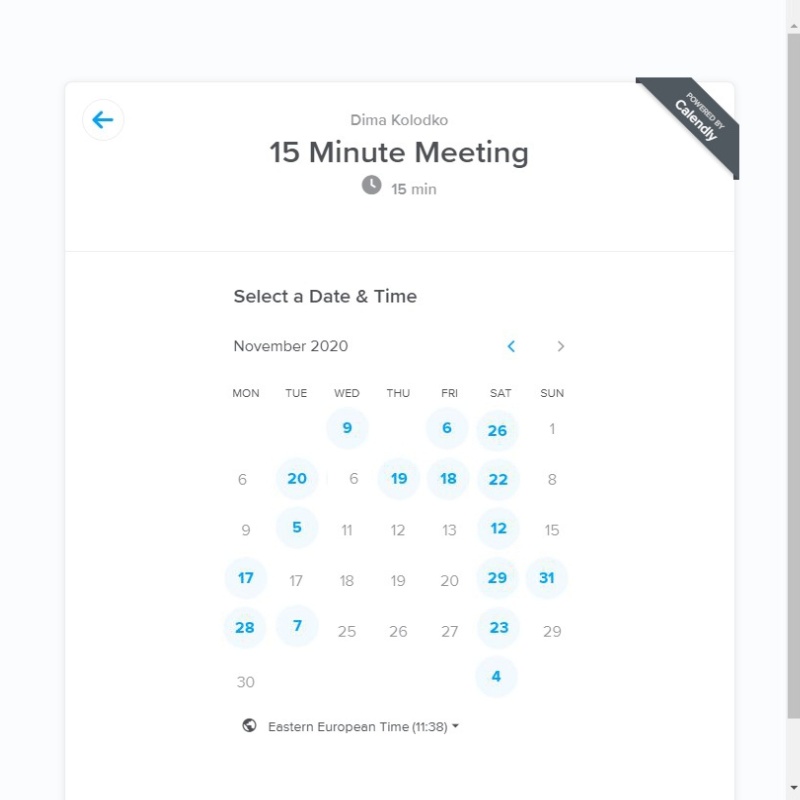 Dima Kolodko
15 Minute Meeting
15 min
POWERED BY
Calendly
Select a Date & Time
November 2020
MON TUE WED THU FRI SAT SUN
9 6 26 1
6 20 6 19 18 22 8
9 5 11 12 13 12 15
17 17 18 19 20 29 31
28 7 25 26 27 23 29
30 4
Eastern European Time (11:38)